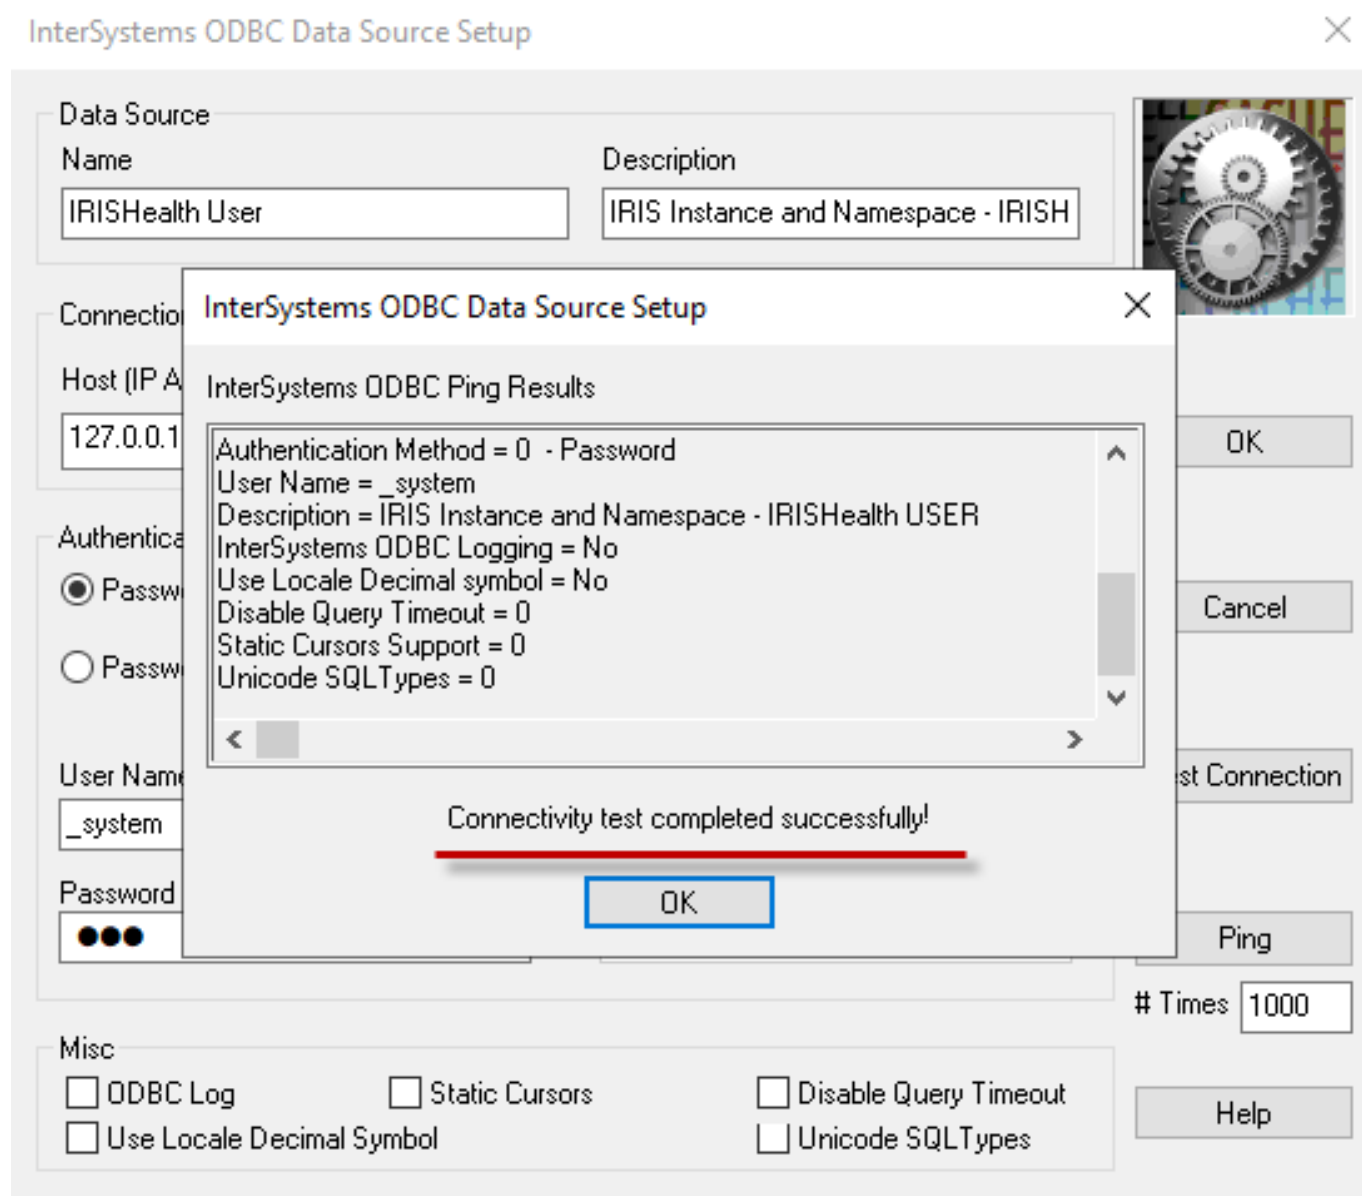 InterSystems ODBC Data Source Setup
Data Source
Name
Description
IRISHealth User
IRIS Instance and Namespace - IRISH
Connection
Host (IP A
127.0.0.1
OK
InterSystems ODBC Data Source Setup
InterSystems ODBC Ping Results
Authentication Method = 0 - Password
User Name = _system
Description = IRIS Instance and Namespace - IRISHealth USER
InterSystems ODBC Logging = No
Use Locale Decimal symbol = No
Disable Query Timeout = 0
Static Cursors Support = 0
Unicode SQLTypes = 0
Connectivity test completed successfully!
OK
Authentica
Passw
Passw
Cancel
User Name
_system
st Connection
Password
Ping
# Times 1000
Misc
ODBC Log
Static Cursors
Disable Query Timeout
Use Locale Decimal Symbol
Unicode SQLTypes
Help